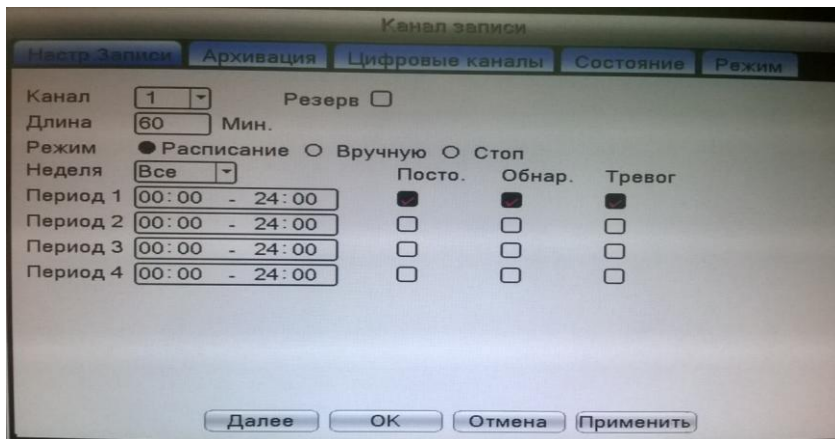 Канал записи
Настр Записи Архивация Цифровые каналы Состояние Режим
Канал 1 Резерв
Длина 60 Мин.
Режим Расписание Вручную Стоп
Неделя Все Посто. Обнар. Тревог
Период 1 00:00 - 24:00
Период 2 00:00 - 24:00
Период 3 00:00 - 24:00
Период 4 00:00 - 24:00
Далее OK Отмена Применить